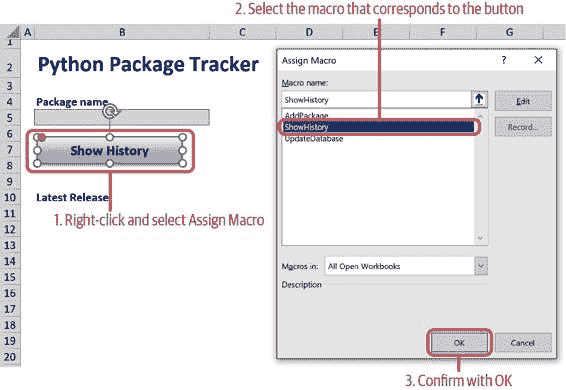 2. Select the macro that corresponds to the button
A B C D E F G
1
2
3
4
5
6
7
8
9
10
11
12
13
14
15
16
17
18
19
20
Python Package Tracker
Package name
Show History
1. Right-click and select Assign Macro
Latest Release
Assign Macro ? ×
Macro name:
ShowHistory
Edit
AddPackage
ShowHistory
Record...
UpdateDatabase
Macros in: All Open Workbooks
Description
OK Cancel
3. Confirm with OK